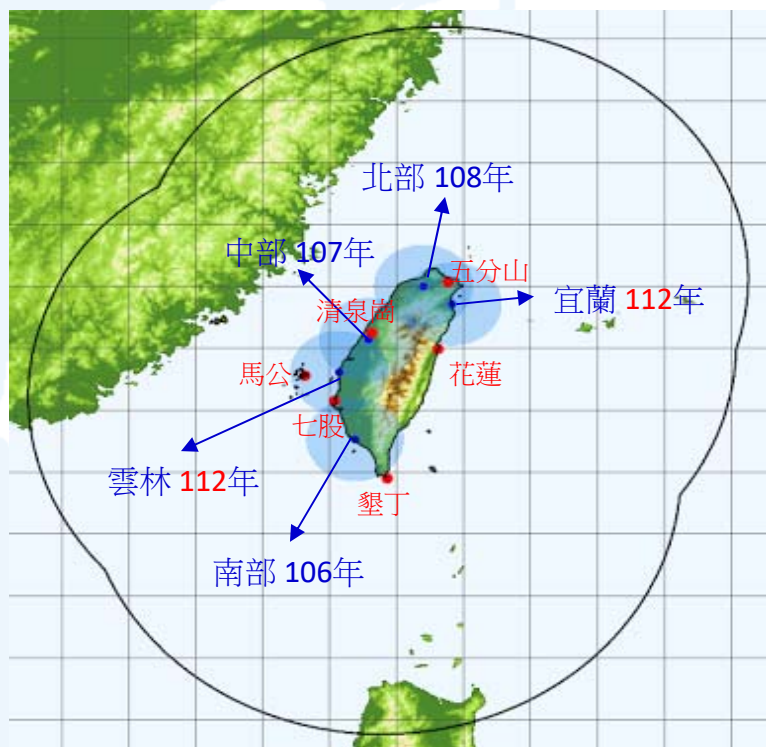 北部 108年
中部 107年
五分山
宜蘭 112年
清泉崗
馬公
花蓮
七股
雲林 112年
墾丁
南部 106年